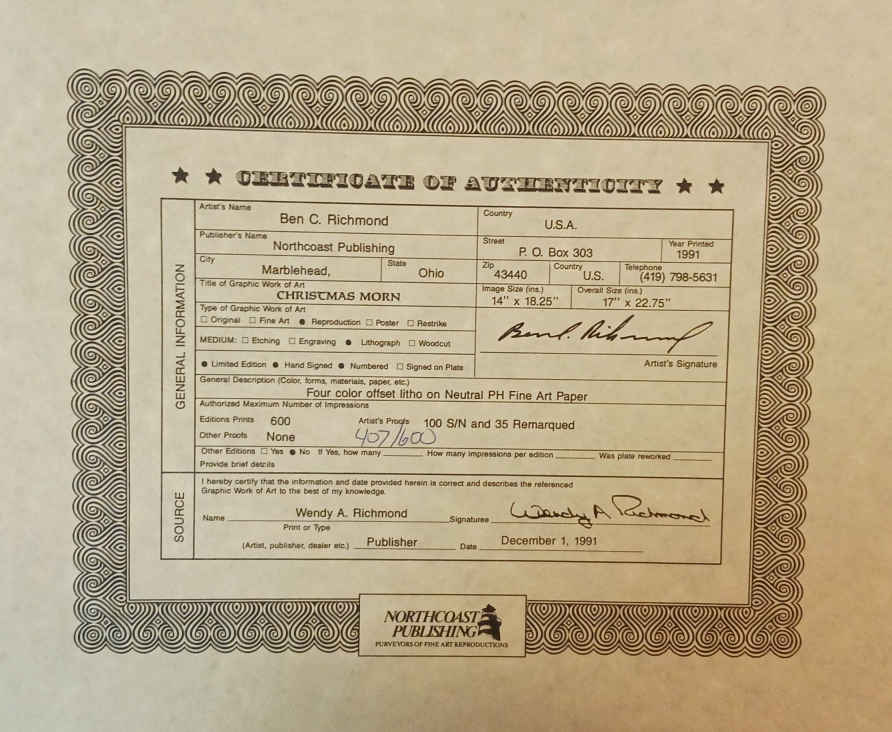 ★ ★ CERTIFICATE OF AUTHENTICITY ★ ★
GENERAL INFORMATION
Artist's Name
Ben C. Richmond
Country
U.S.A.
Publisher's Name
Northcoast Publishing
Street
P. O. Box 303
Year Printed
1991
City
Marblehead,
State
Ohio
Zip
43440
Country
U.S.
Telephone
(419) 798-5631
Title of Graphic Work of Art
CHRISTMAS MORN
Image Size (ins.)
14" x 18.25"
Overall Size (ins.)
17" x 22.75"
Type of Graphic Work of Art
☐ Original ☐ Fine Art ● Reproduction ☐ Poster ☐ Restrike
MEDIUM: ☐ Etching ☐ Engraving ● Lithograph ☐ Woodcut
● Limited Edition ● Hand Signed ● Numbered ☐ Signed on Plate
Ben C. Richmond
Artist's Signature
General Description (Color, forms, materials, paper, etc.)
Four color offset litho on Neutral PH Fine Art Paper
Authorized Maximum Number of Impressions
Editions Prints 600 Artist's Proofs 100 S/N and 35 Remarqued
Other Proofs None 407/600
Other Editions ☐ Yes ● No If Yes, how many ______ How many impressions per edition ______ Was plate reworked ______
Provide brief details
SOURCE
I hereby certify that the information and date provided herein is correct and describes the referenced
Graphic Work of Art to the best of my knowledge.
Name Wendy A. Richmond Signaturee Wendy A. Richmond
Print or Type
(Artist, publisher, dealer etc.) Publisher Date December 1, 1991
NORTHCOAST
PUBLISHING
PURVEYORS OF FINE ART REPRODUCTIONS